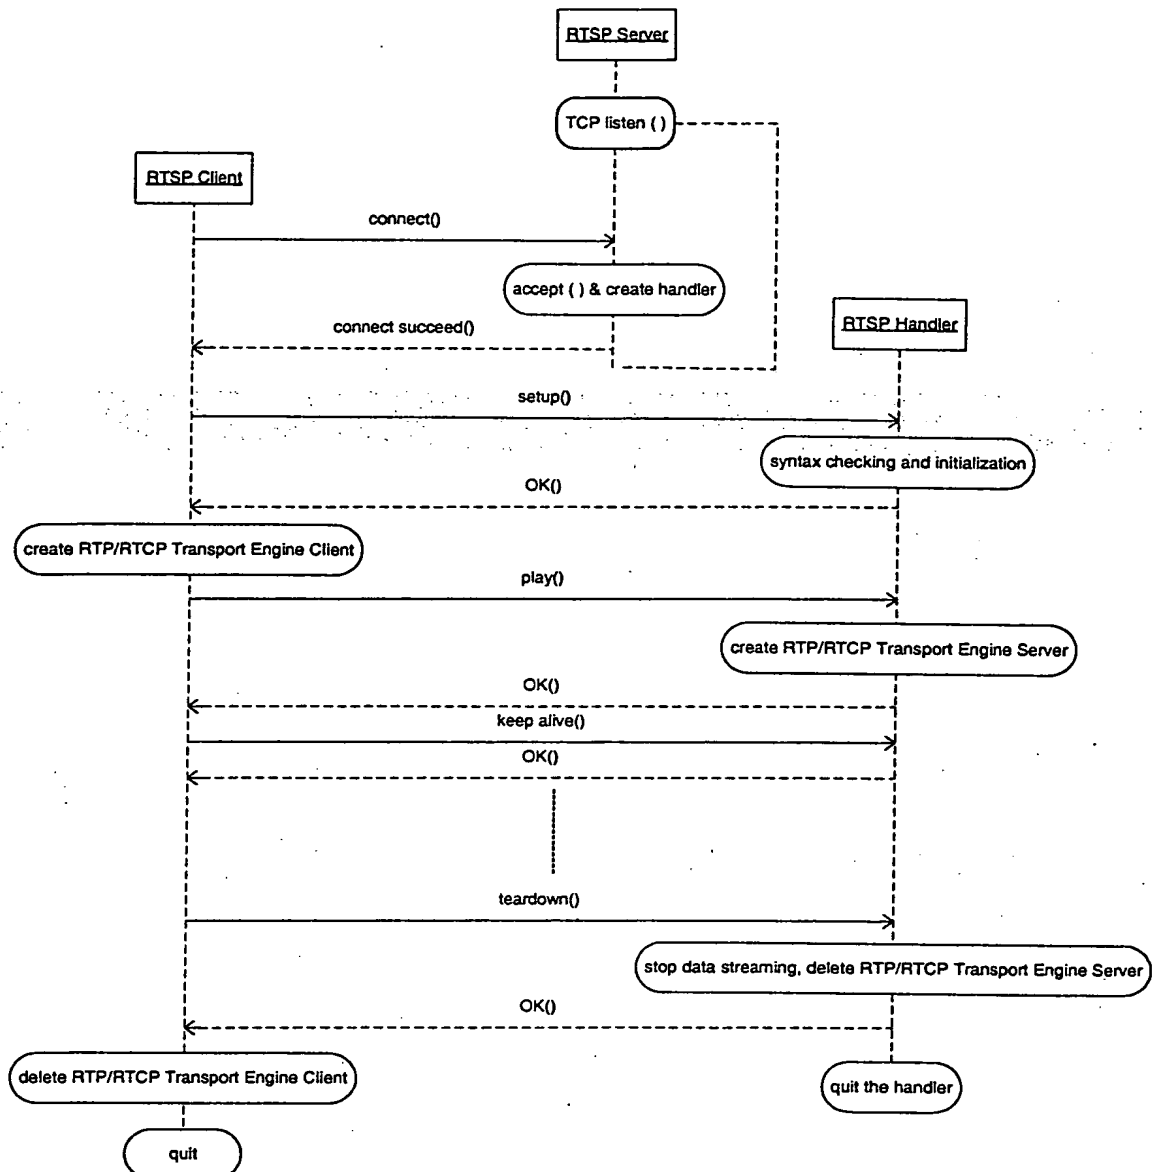 RTSP Server
TCP listen ( )
RTSP Client
connect()
accept ( ) & create handler
RTSP Handler
connect succeed()
setup()
syntax checking and initialization
OK()
create RTP/RTCP Transport Engine Client
play()
create RTP/RTCP Transport Engine Server
OK()
keep alive()
OK()
teardown()
stop data streaming, delete RTP/RTCP Transport Engine Server
OK()
delete RTP/RTCP Transport Engine Client
quit the handler
quit